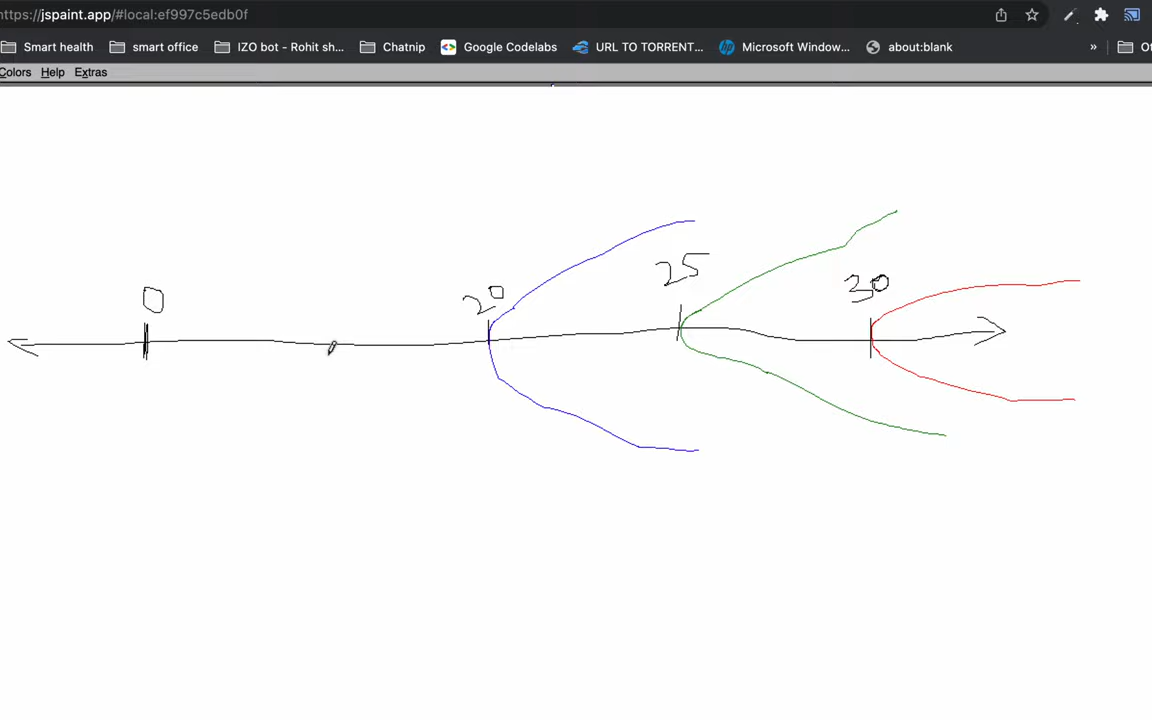 https://jspaint.app/#local:ef997c5edb0f
Smart health smart office IZO bot - Rohit sh... Chatnip Google Codelabs URL TO TORRENT... Microsoft Window... about:blank »
Colors Help Extras
0 20 25 30